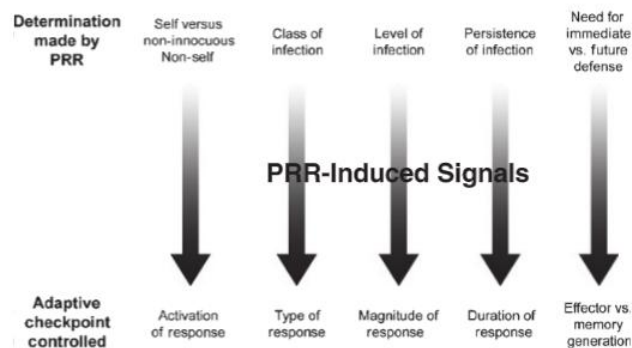 Determination
made by
PRR
Self versus
non-innocuous
Non-self
Class of
infection
Level of
infection
Persistence
of infection
Need for
immediate
vs. future
defense
PRR-Induced Signals
Adaptive
checkpoint
controlled
Activation
of response
Type of
response
Magnitude of
response
Duration of
response
Effector vs.
memory
generation